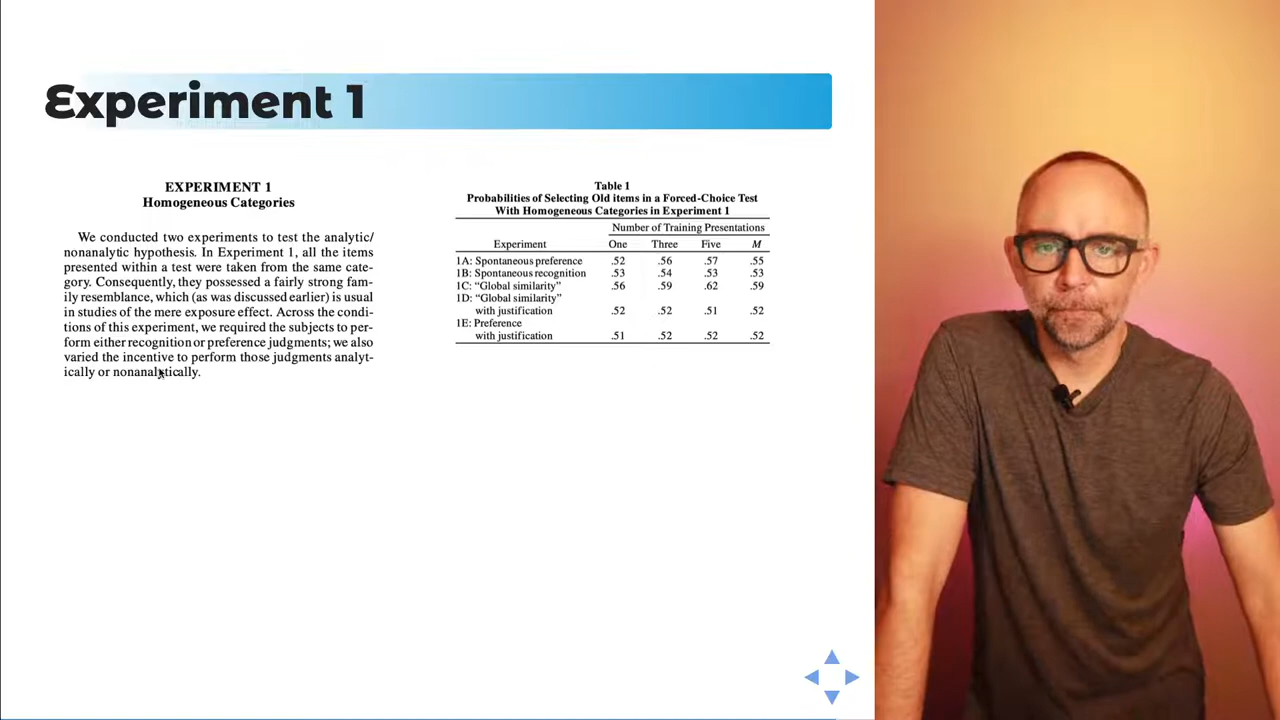 Experiment 1
EXPERIMENT 1
Homogeneous Categories
We conducted two experiments to test the analytic/
nonanalytic hypothesis. In Experiment 1, all the items
presented within a test were taken from the same cate-
gory. Consequently, they possessed a fairly strong fam-
ily resemblance, which (as was discussed earlier) is usual
in studies of the mere exposure effect. Across the condi-
tions of this experiment, we required the subjects to per-
form either recognition or preference judgments; we also
varied the incentive to perform those judgments analyt-
ically or nonanalytically.
Table 1
Probabilities of Selecting Old items in a Forced-Choice Test
With Homogeneous Categories in Experiment 1
Number of Training Presentations
Experiment One Three Five M
1A: Spontaneous preference .52 .56 .57 .55
1B: Spontaneous recognition .53 .54 .53 .53
1C: “Global similarity” .56 .59 .62 .59
1D: “Global similarity”
with justification .52 .52 .51 .52
1E: Preference
with justification .51 .52 .52 .52